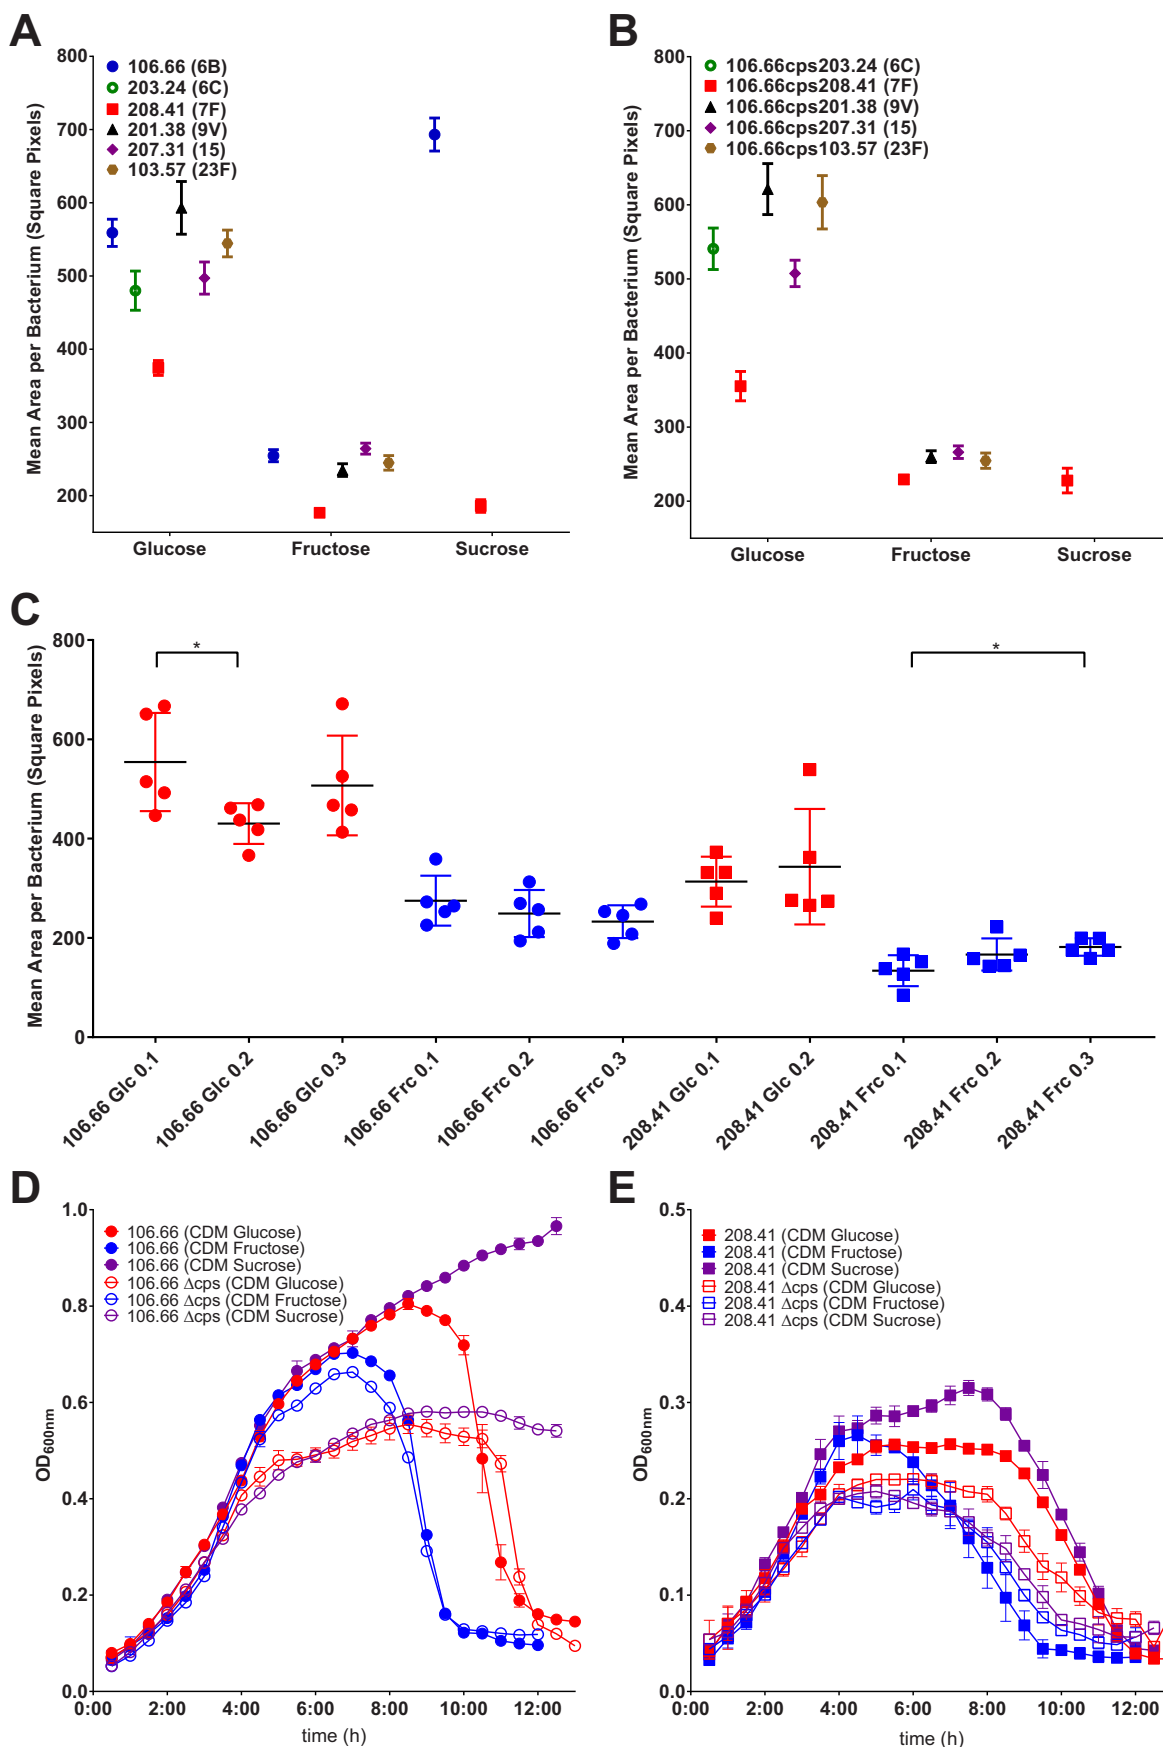 A
Mean Area per Bacterium (Square Pixels)
800
700
600
500
400
300
200
106.66 (6B)
203.24 (6C)
208.41 (7F)
201.38 (9V)
207.31 (15)
103.57 (23F)
Glucose
Fructose
Sucrose
B
Mean Area per Bacterium (Square Pixels)
800
700
600
500
400
300
200
106.66cps203.24 (6C)
106.66cps208.41 (7F)
106.66cps201.38 (9V)
106.66cps207.31 (15)
106.66cps103.57 (23F)
Glucose
Fructose
Sucrose
C
Mean Area per Bacterium (Square Pixels)
800
600
400
200
0
*
*
106.66 Glc 0.1
106.66 Glc 0.2
106.66 Glc 0.3
106.66 Frc 0.1
106.66 Frc 0.2
106.66 Frc 0.3
208.41 Glc 0.1
208.41 Glc 0.2
208.41 Frc 0.1
208.41 Frc 0.2
208.41 Frc 0.3
D
OD600nm
1.0
0.8
0.6
0.4
0.2
0.0
106.66 (CDM Glucose)
106.66 (CDM Fructose)
106.66 (CDM Sucrose)
106.66 Δcps (CDM Glucose)
106.66 Δcps (CDM Fructose)
106.66 Δcps (CDM Sucrose)
0:00
2:00
4:00
6:00
8:00
10:00
12:00
time (h)
E
OD600nm
0.5
0.4
0.3
0.2
0.1
0.0
208.41 (CDM Glucose)
208.41 (CDM Fructose)
208.41 (CDM Sucrose)
208.41 Δcps (CDM Glucose)
208.41 Δcps (CDM Fructose)
208.41 Δcps (CDM Sucrose)
0:00
2:00
4:00
6:00
8:00
10:00
12:00
time (h)